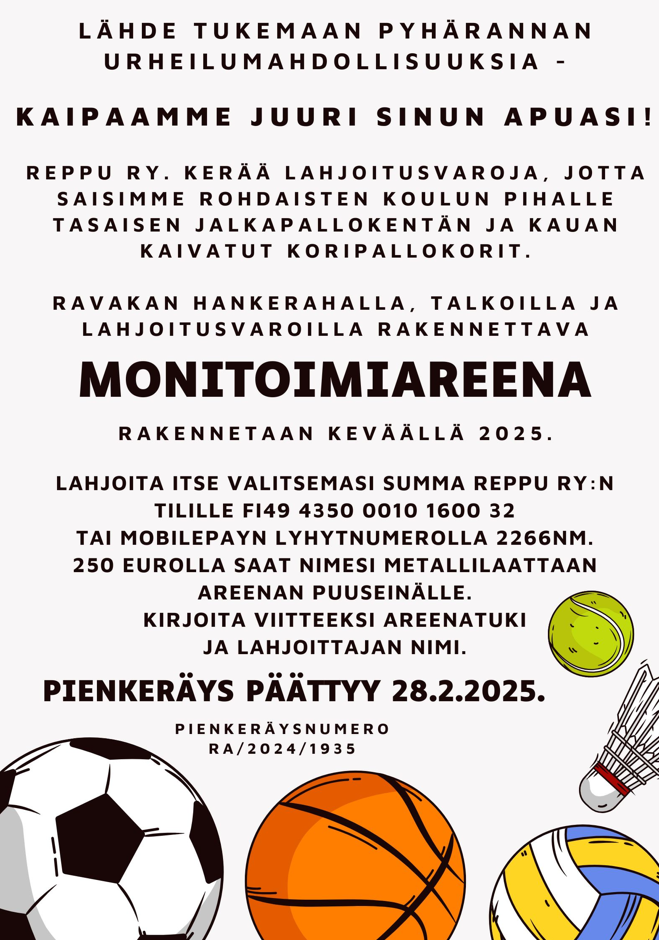 LÄHDE TUKEMAAN PYHÄRANNAN
URHEILUMAHDOLLISUUKSIA -
KAIPAAMME JUURI SINUN APUASI!
REPPU RY. KERÄÄ LAHJOITUSVAROJA, JOTTA
SAISIMME ROHDAISTEN KOULUN PIHALLE
TASAISEN JALKAPALLOKENTÄN JA KAUAN
KAIVATUT KORIPALLOKORIT.
RAVAKAN HANKERAHALLA, TALKOILLA JA
LAHJOITUSVAROILLA RAKENNETTAVA
MONITOIMIAREENA
RAKENNETAAN KEVÄÄLLÄ 2025.
LAHJOITA ITSE VALITSEMASI SUMMA REPPU RY:N
TILILLE FI49 4350 0010 1600 32
TAI MOBILEPAYN LYHYTNUMEROLLA 2266NM.
250 EUROLLA SAAT NIMESI METALLILAATTAAN
AREENAN PUUSEINÄLLE.
KIRJOITA VIITTEEKSI AREENATUKI
JA LAHJOITTAJAN NIMI.
PIENKERÄYS PÄÄTTYY 28.2.2025.
PIENKERÄYSNUMERO
RA/2024/1935